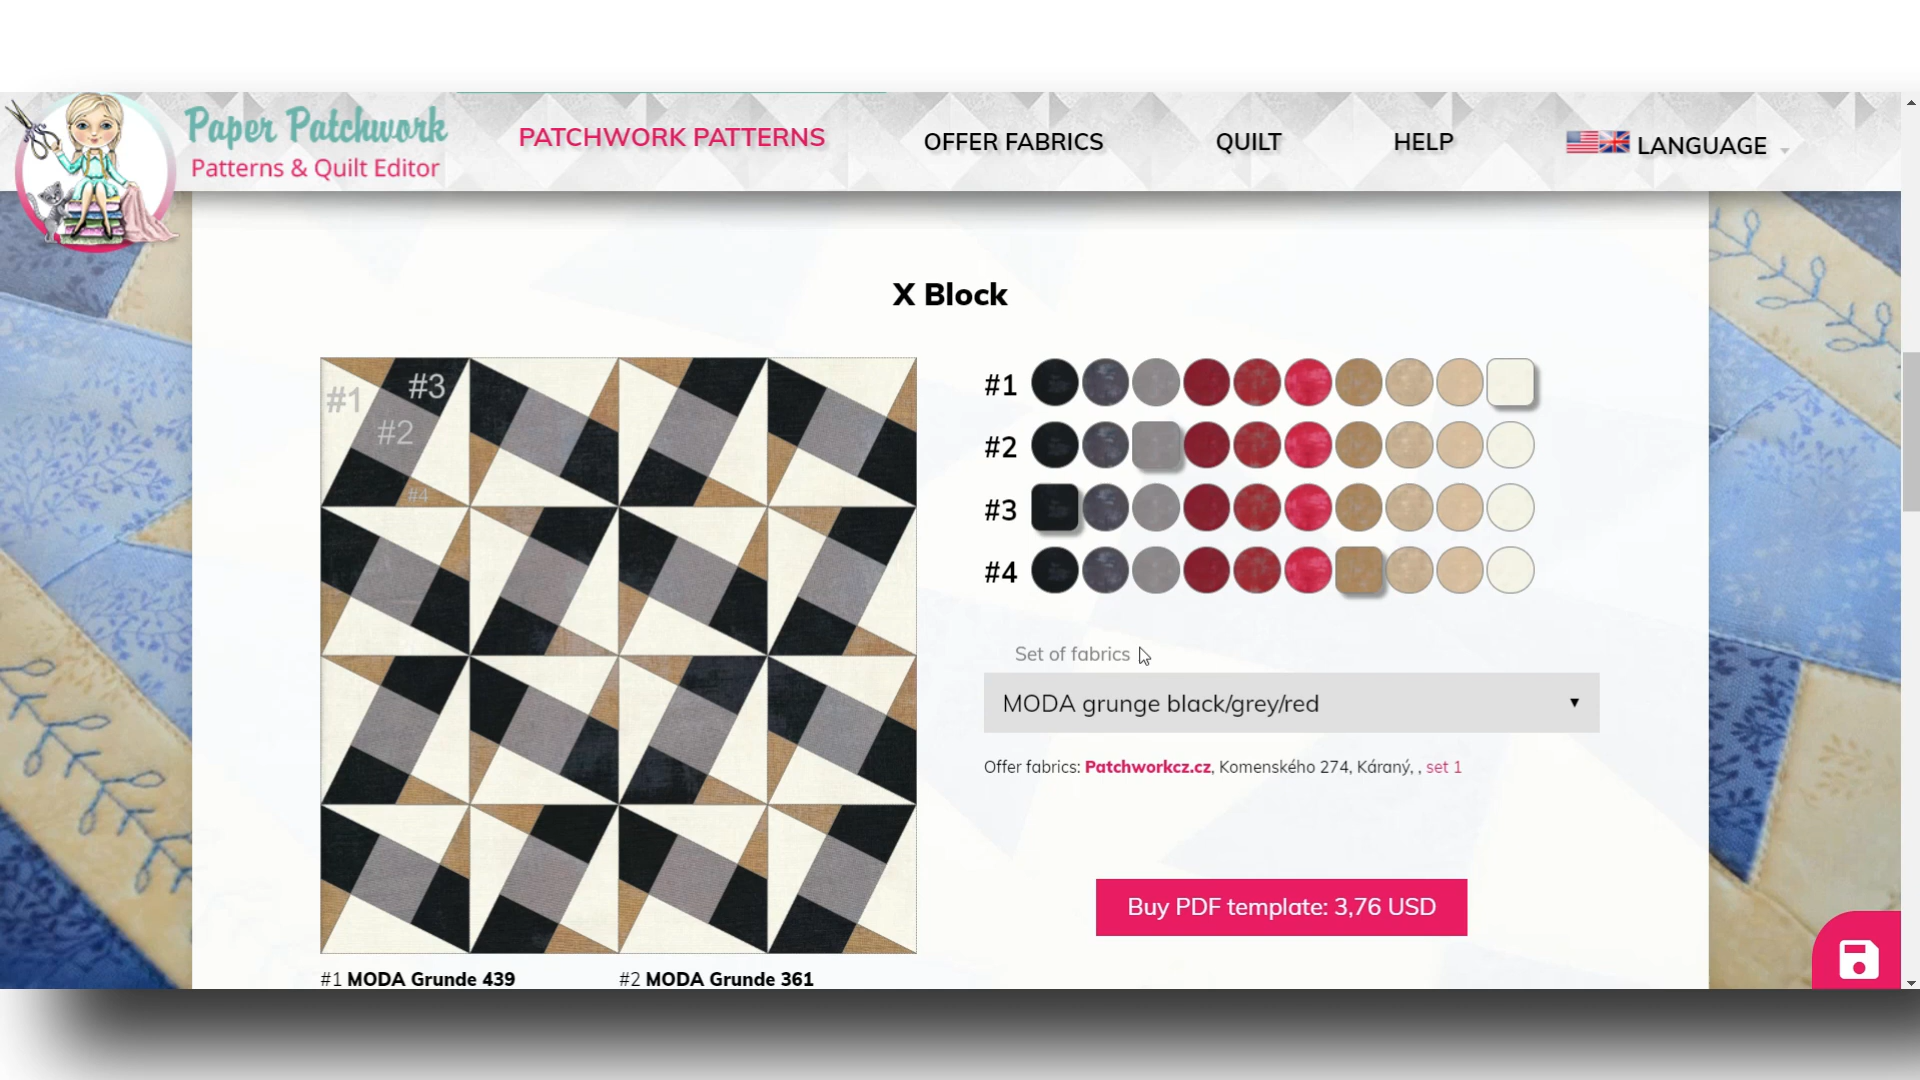 Paper Patchwork
Patterns & Quilt Editor
PATCHWORK PATTERNS
OFFER FABRICS
QUILT
HELP
LANGUAGE
X Block
#1
#3
#2
#4
#1
#2
#3
#4
Set of fabrics
MODA grunge black/grey/red
Offer fabrics: Patchworkcz.cz, Komenského 274, Káraný, , set 1
Buy PDF template: 3,76 USD
#1 MODA Grunde 439
#2 MODA Grunde 361